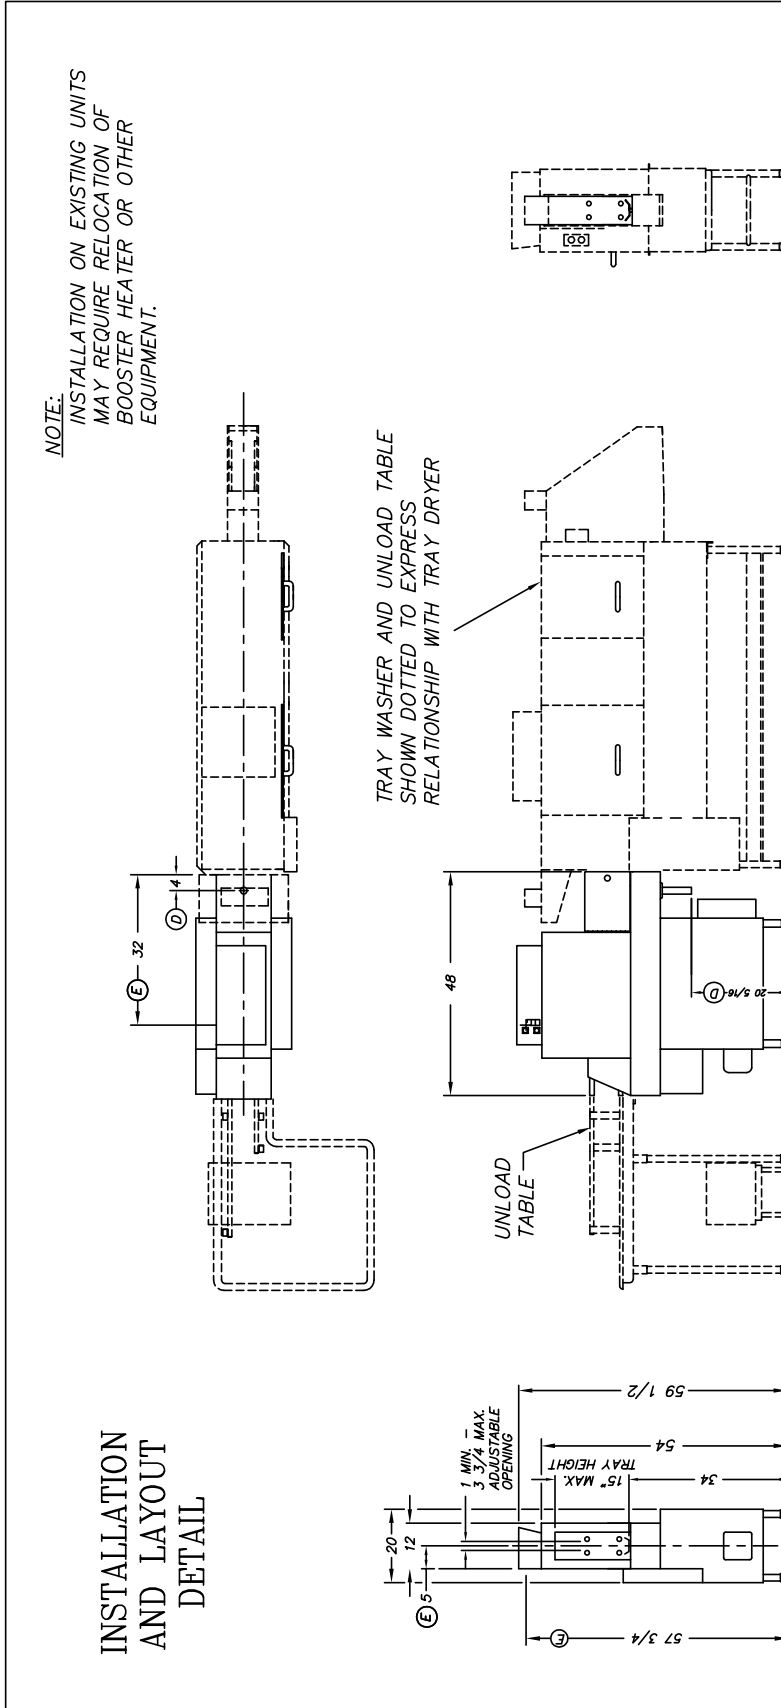 INSTALLATION
AND LAYOUT
DETAIL
NOTE:
INSTALLATION ON EXISTING UNITS
MAY REQUIRE RELOCATION OF
BOOSTER HEATER OR OTHER
EQUIPMENT.
E
32
D
4
TRAY WASHER AND UNLOAD TABLE
SHOWN DOTTED TO EXPRESS
RELATIONSHIP WITH TRAY DRYER
48
UNLOAD
TABLE
D
20 5/16
1 MIN. -
3 3/4 MAX.
ADJUSTABLE
OPENING
20
12
E 5
15" MAX.
TRAY HEIGHT
34
54
59 1/2
E
57 3/4